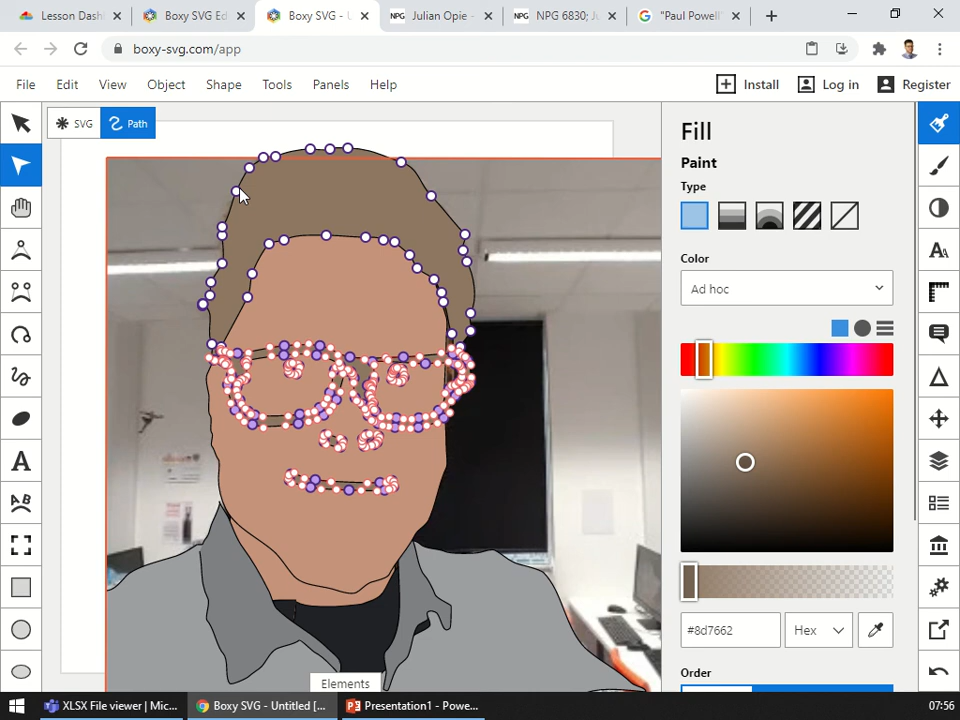 Lesson Dash
Boxy SVG Ed
Boxy SVG - U
NPG
Julian Opie - 
NPG
NPG 6830; Ju
"Paul Powell"
boxy-svg.com/app
File
Edit
View
Object
Shape
Tools
Panels
Help
Install
Log in
Register
SVG
Path
Fill
Paint
Type
Color
Ad hoc
#8d7662
Hex
Order
Elements
XLSX File viewer | Mic...
Boxy SVG - Untitled [...
Presentation1 - Powe...
07:56